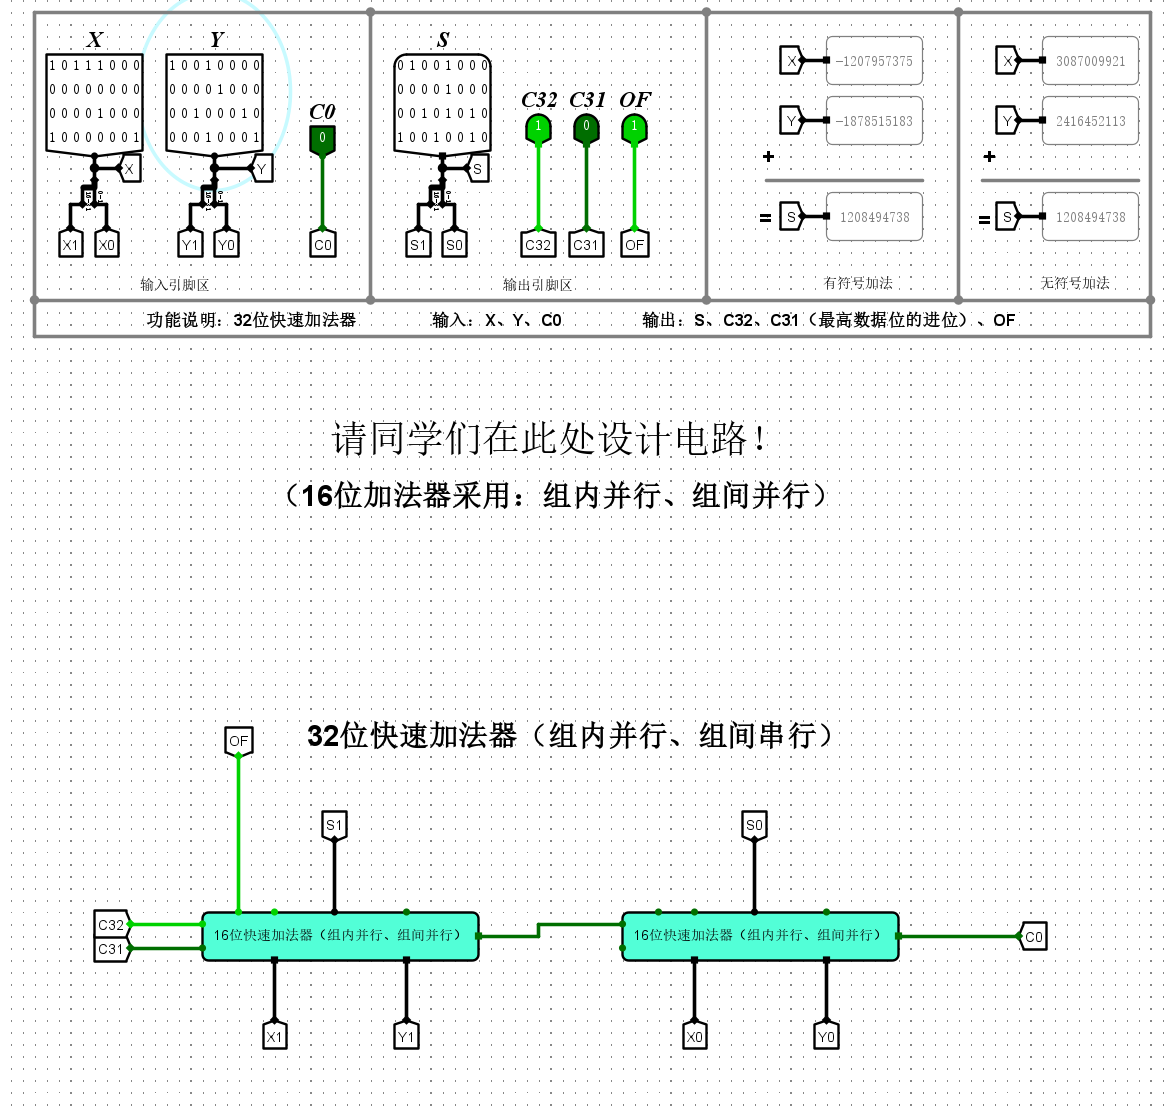 X
Y
1 0 1 1 1 0 0 0
0 0 0 0 0 0 0 0
0 0 0 0 1 0 0 0
1 0 0 0 0 0 0 1
1 0 0 1 0 0 0 0
0 0 0 0 1 0 0 0
0 0 1 0 0 0 1 0
0 0 0 1 0 0 0 1
C0
0
X
Y
16-31
0-15
16-31
0-15
X1
X0
Y1
Y0
C0
输入引脚区
S
0 1 0 0 1 0 0 0
0 0 0 0 1 0 0 0
0 0 1 0 1 0 1 0
1 0 0 1 0 0 1 0
C32
C31
OF
1
0
1
S
S1
S0
C32
C31
OF
输出引脚区
X
-1207957375
Y
-1878515183
+
=
S
1208494738
有符号加法
X
3087009921
Y
2416452113
+
=
S
1208494738
无符号加法
功能说明：32位快速加法器
输入：X、Y、C0
输出：S、C32、C31（最高数据位的进位）、OF
请同学们在此处设计电路！
（16位加法器采用：组内并行、组间并行）
32位快速加法器（组内并行、组间串行）
OF
S1
S0
C32
C31
16位快速加法器（组内并行、组间并行）
16位快速加法器（组内并行、组间并行）
C0
X1
Y1
X0
Y0